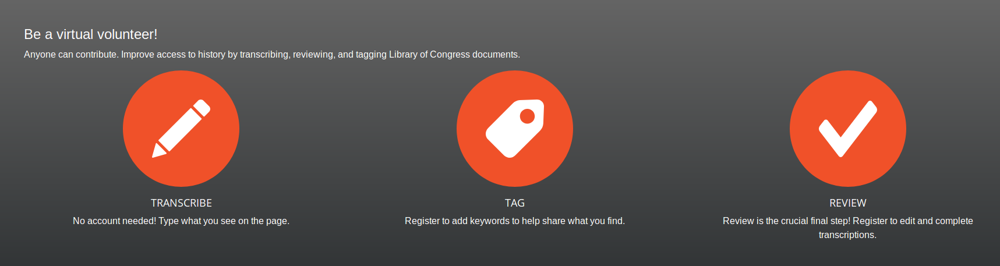 Be a virtual volunteer!
Anyone can contribute. Improve access to history by transcribing, reviewing, and tagging Library of Congress documents.
TRANSCRIBE
No account needed! Type what you see on the page.
TAG
Register to add keywords to help share what you find.
REVIEW
Review is the crucial final step! Register to edit and complete
transcriptions.